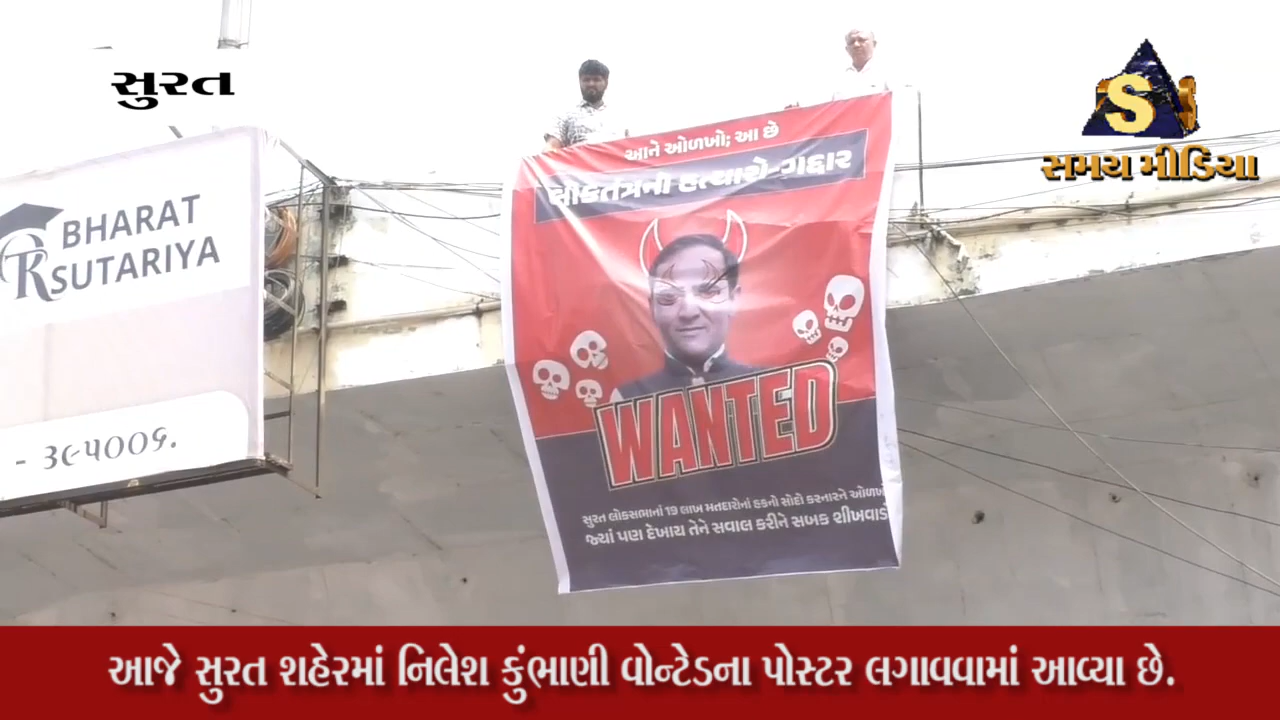 સુરત
S
સમય મીડિયા
BHARAT
SUTARIYA
- ૩૯૫૦૦૬.
આને ઓળખો; આ છે
લોકતંત્રની હત્યારો-ગદ્દાર
WANTED
સુરત લોકસભાનાં 19 લાખ મતદારોનાં હકનો સોદો કરનારને ઓળખો
જ્યાં પણ દેખાય તેને સવાલ કરીને સબક શીખવાડો
આજે સુરત શહેરમાં નિલેશ કુંભાણી વોન્ટેડના પોસ્ટર લગાવવામાં આવ્યા છે.